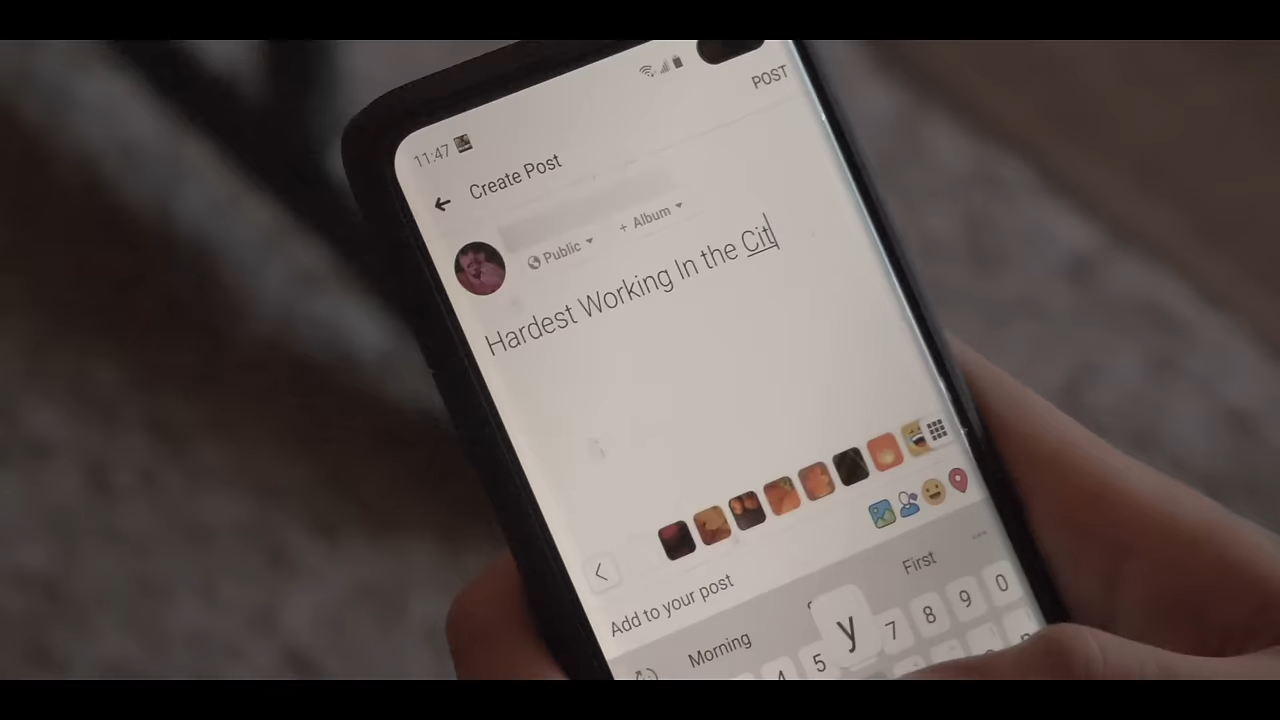 11:47
POST
Create Post
Public
+ Album
Hardest Working In the Cit
Add to your post
Morning
First
y
4 5 7 8 9 0